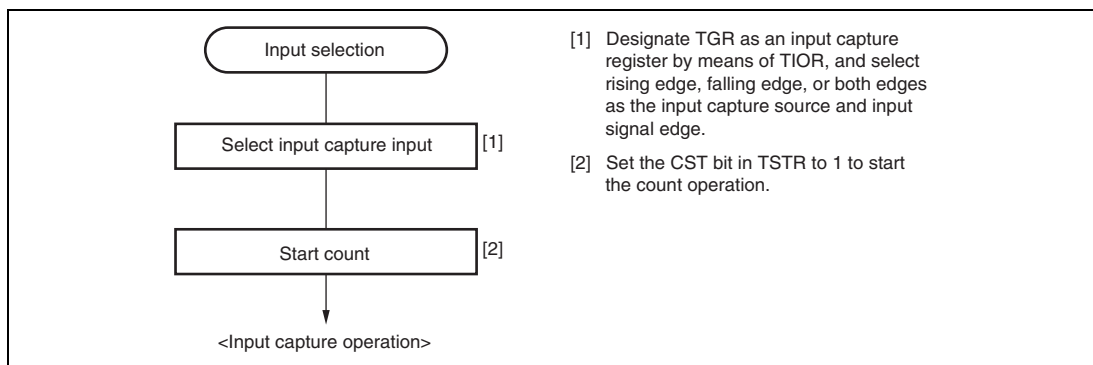 Input selection
Select input capture input
[1]
Start count
[2]
<Input capture operation>
[1] Designate TGR as an input capture
register by means of TIOR, and select
rising edge, falling edge, or both edges
as the input capture source and input
signal edge.
[2] Set the CST bit in TSTR to 1 to start
the count operation.